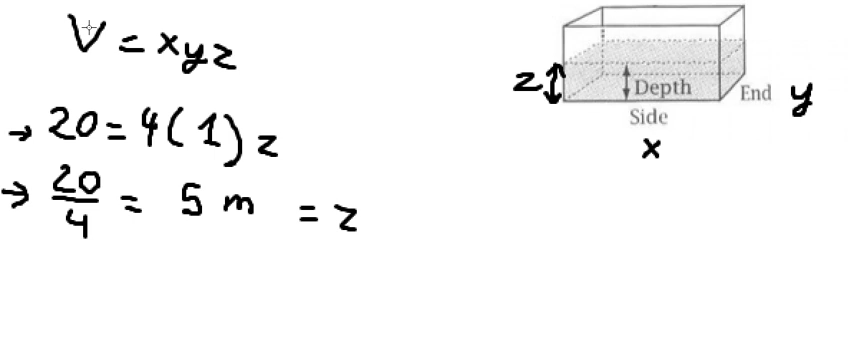 V = xyz
→ 20 = 4(1)z
→ 20/4 = 5 m = z
z
Depth
End y
Side
x